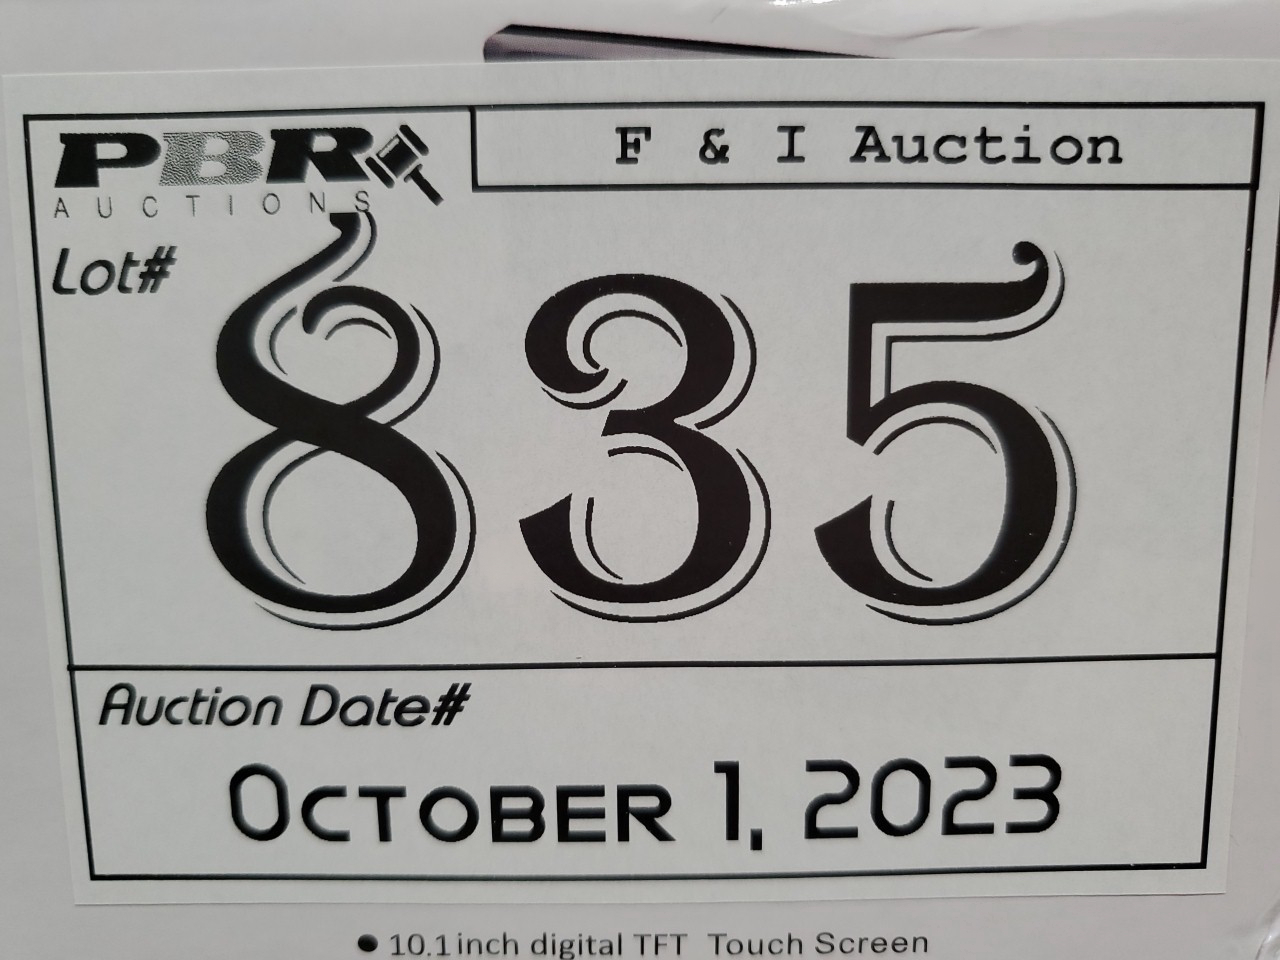 PBR
AUCTIONS
F & I Auction
Lot#
835
Auction Date#
October 1, 2023
• 10.1 inch digital TFT Touch Screen